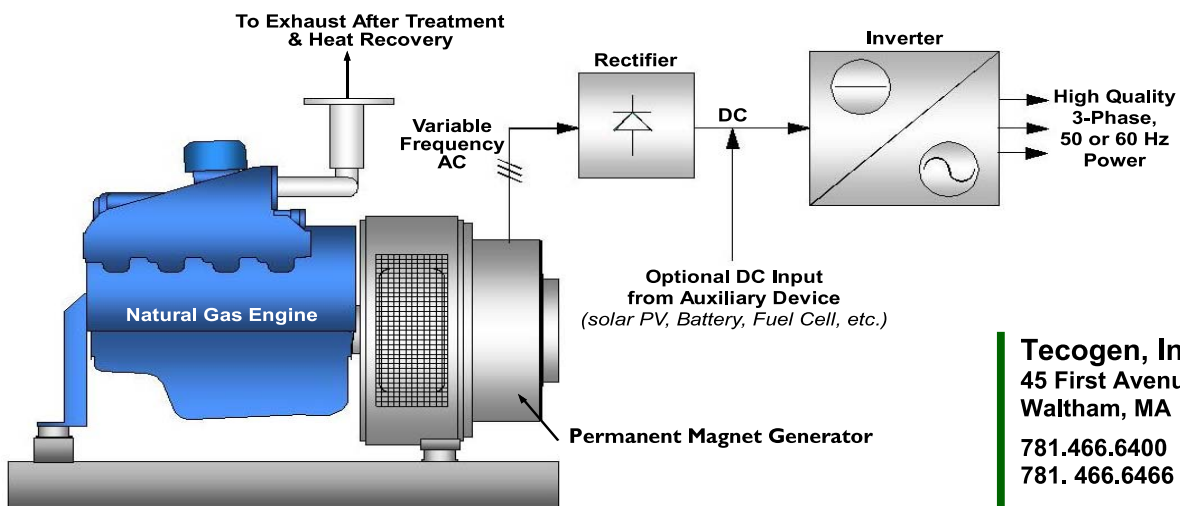 To Exhaust After Treatment
& Heat Recovery
Variable
Frequency
AC
Rectifier
DC
Inverter
High Quality
3-Phase,
50 or 60 Hz
Power
Optional DC Input
from Auxiliary Device
(solar PV, Battery, Fuel Cell, etc.)
Natural Gas Engine
Permanent Magnet Generator
Tecogen, In
45 First Avenu
Waltham, MA
781.466.6400
781. 466.6466